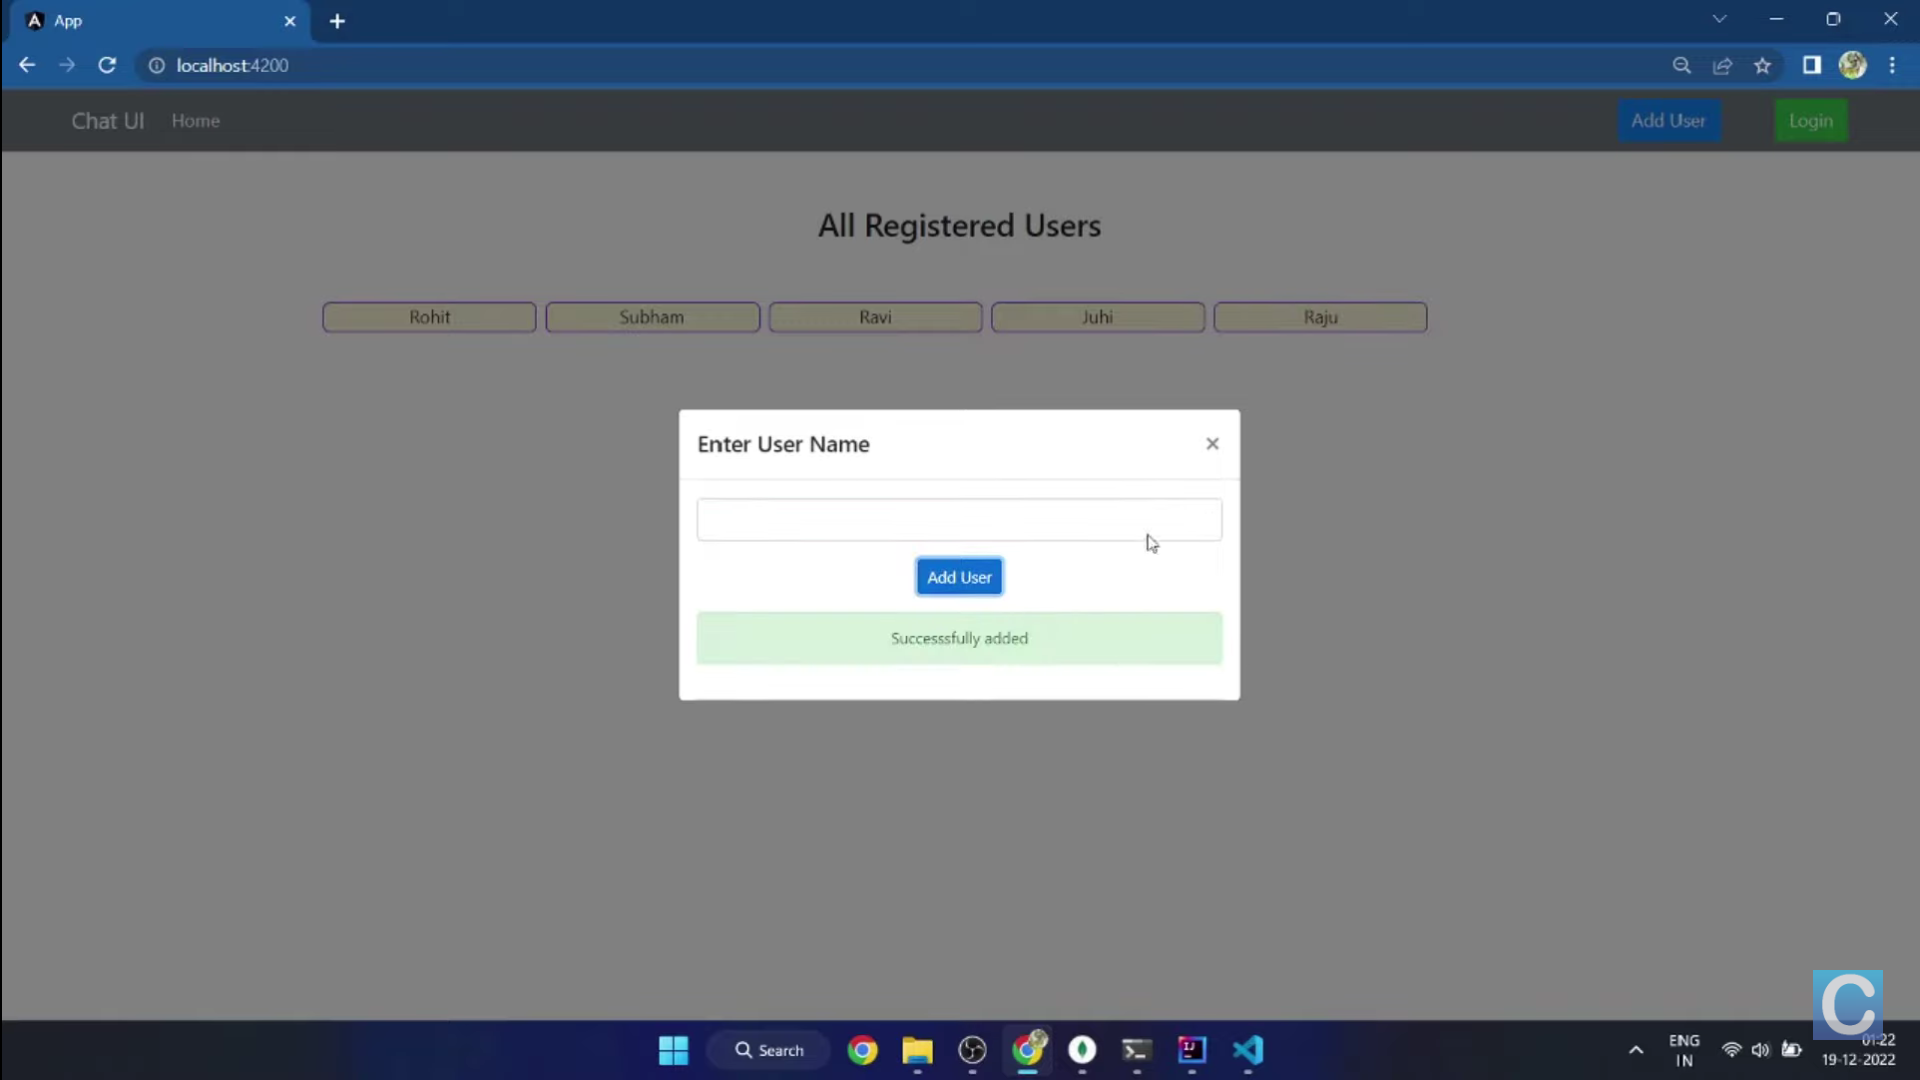 App
localhost:4200
Chat UI Home Add User Login
All Registered Users
Rohit Subham Ravi Juhi Raju
Enter User Name
Add User
Successsfully added
C
Search
ENG
IN
01:22
19-12-2022